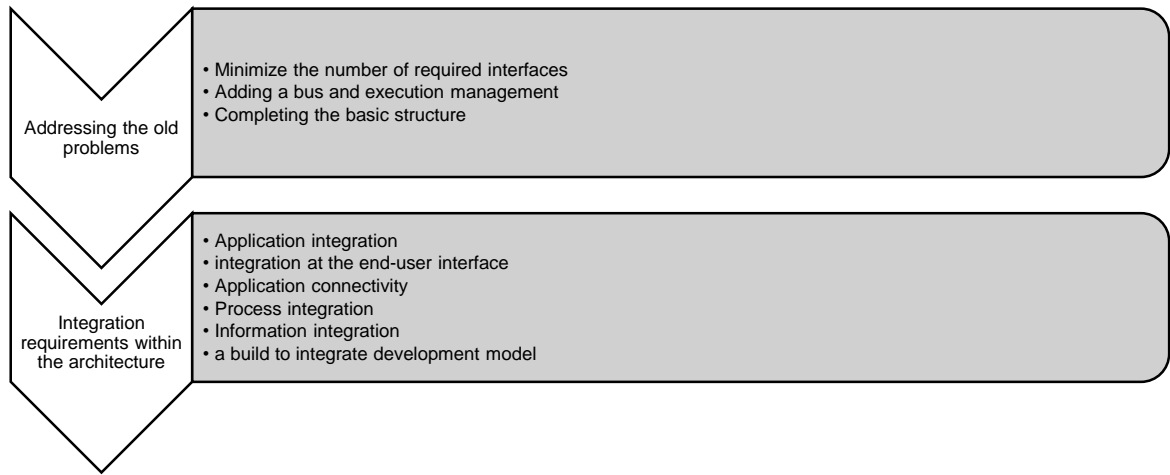 Addressing the old
problems
• Minimize the number of required interfaces
• Adding a bus and execution management
• Completing the basic structure
Integration
requirements within
the architecture
• Application integration
• integration at the end-user interface
• Application connectivity
• Process integration
• Information integration
• a build to integrate development model